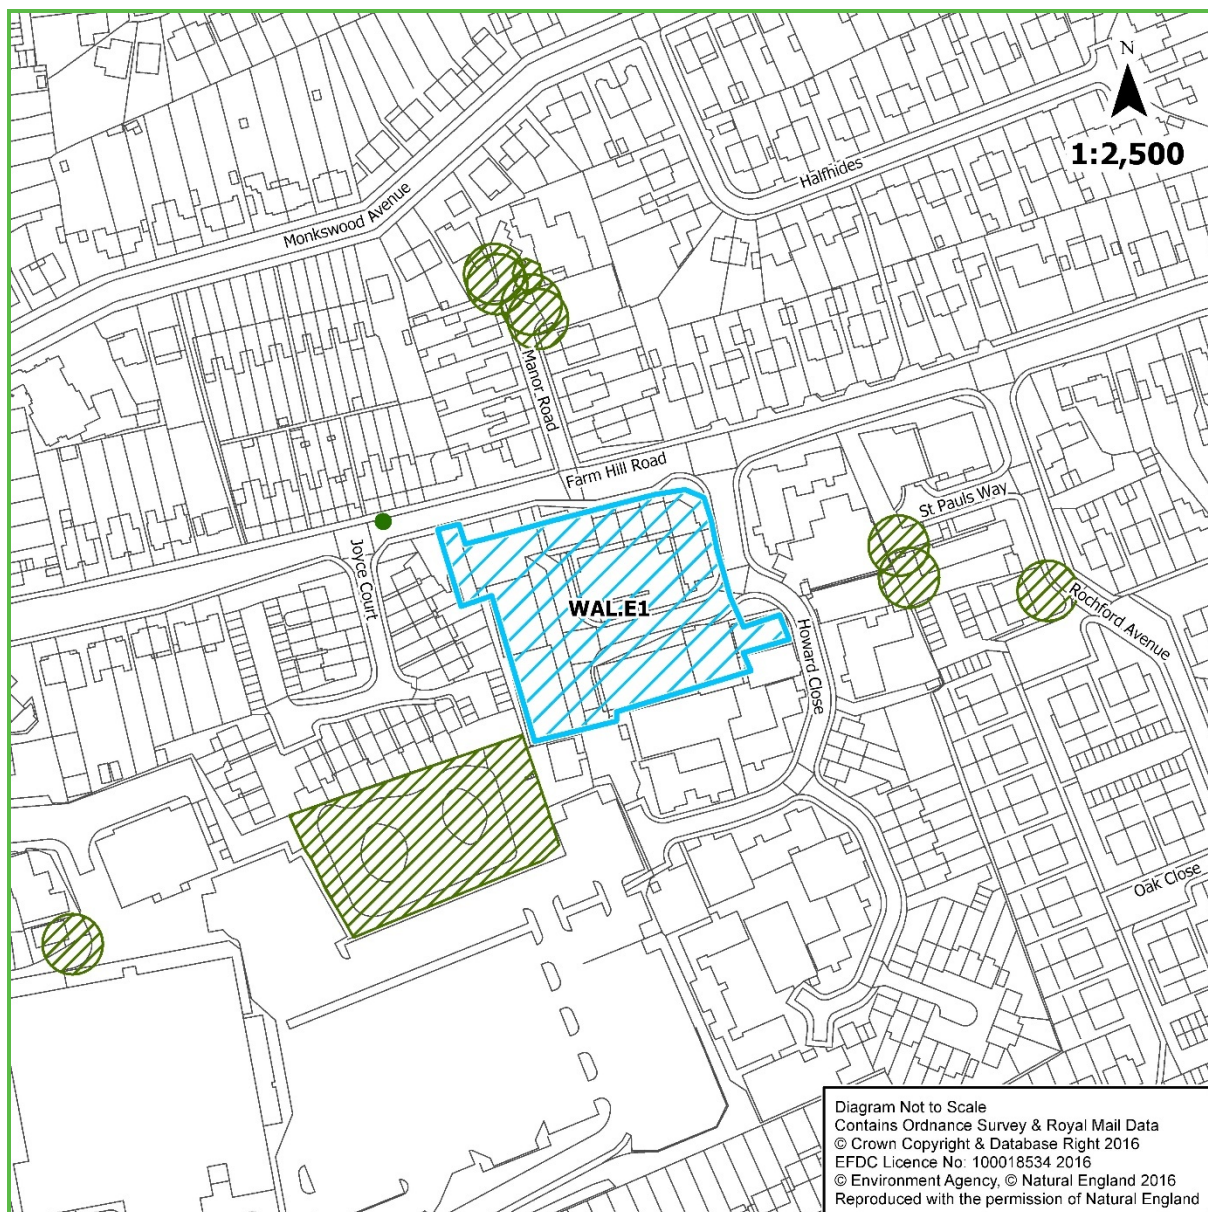 N
1:2,500
Halfhides
Monkswood Avenue
Manor Road
Farm Hill Road
St Pauls Way
Joyce Court
WAL.E1
Rochford Avenue
Howard Close
Oak Close
Diagram Not to Scale
Contains Ordnance Survey & Royal Mail Data
© Crown Copyright & Database Right 2016
EFDC Licence No: 100018534 2016
© Environment Agency, © Natural England 2016
Reproduced with the permission of Natural England